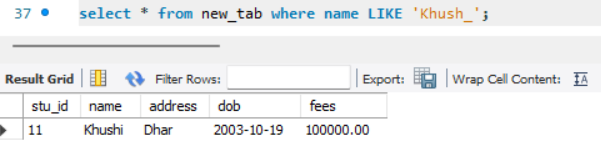 37 select * from new_tab where name LIKE 'Khush_';
Result Grid Filter Rows: Export: Wrap Cell Content: IA
stu_id name address dob fees
11 Khushi Dhar 2003-10-19 100000.00